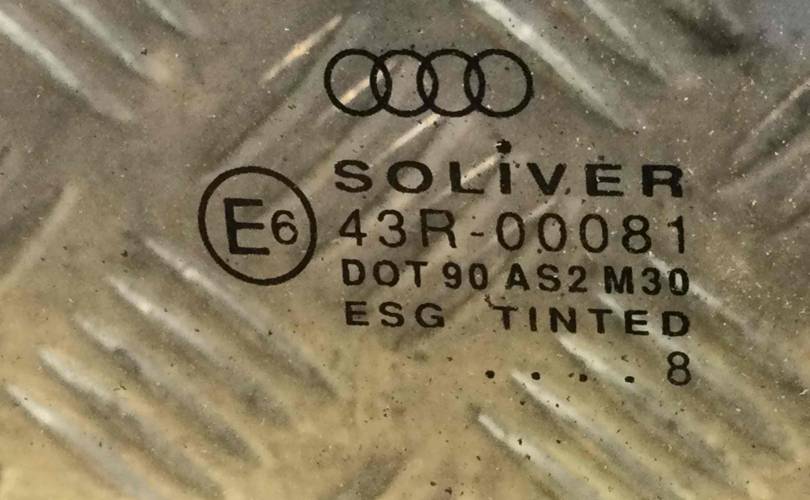 SOLiVER
E6 43R-00081
DOT 90 AS2 M30
ESG TINTED
. . . . 8